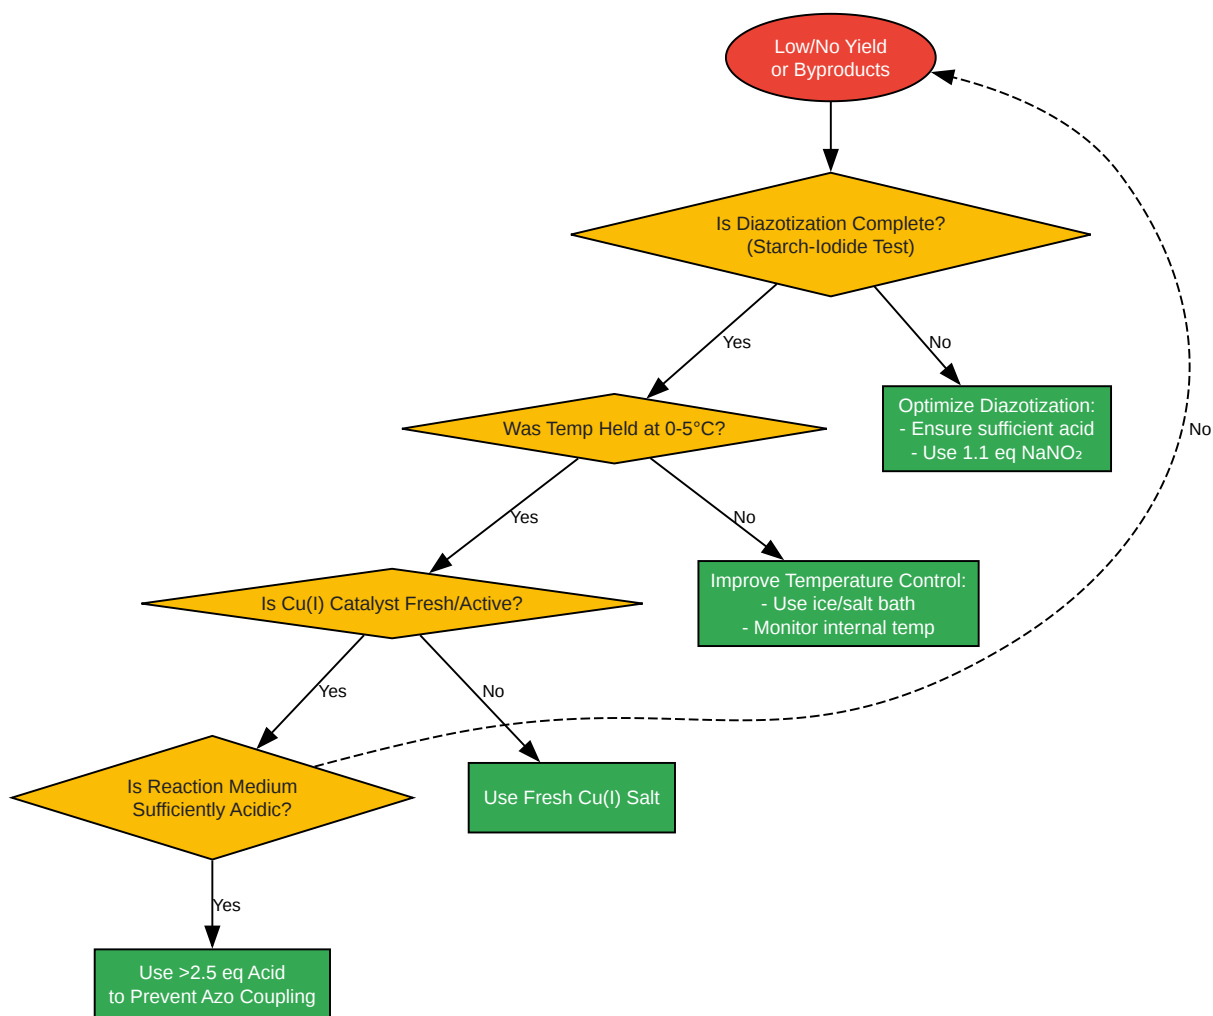 Low/No Yield
or Byproducts
Is Diazotization Complete?
(Starch-Iodide Test)
Yes
No
Optimize Diazotization:
- Ensure sufficient acid
- Use 1.1 eq NaNO₂
Was Temp Held at 0-5°C?
No
Yes
No
Improve Temperature Control:
- Use ice/salt bath
- Monitor internal temp
Is Cu(I) Catalyst Fresh/Active?
Yes
No
Is Reaction Medium
Sufficiently Acidic?
Use Fresh Cu(I) Salt
Yes
Use >2.5 eq Acid
to Prevent Azo Coupling